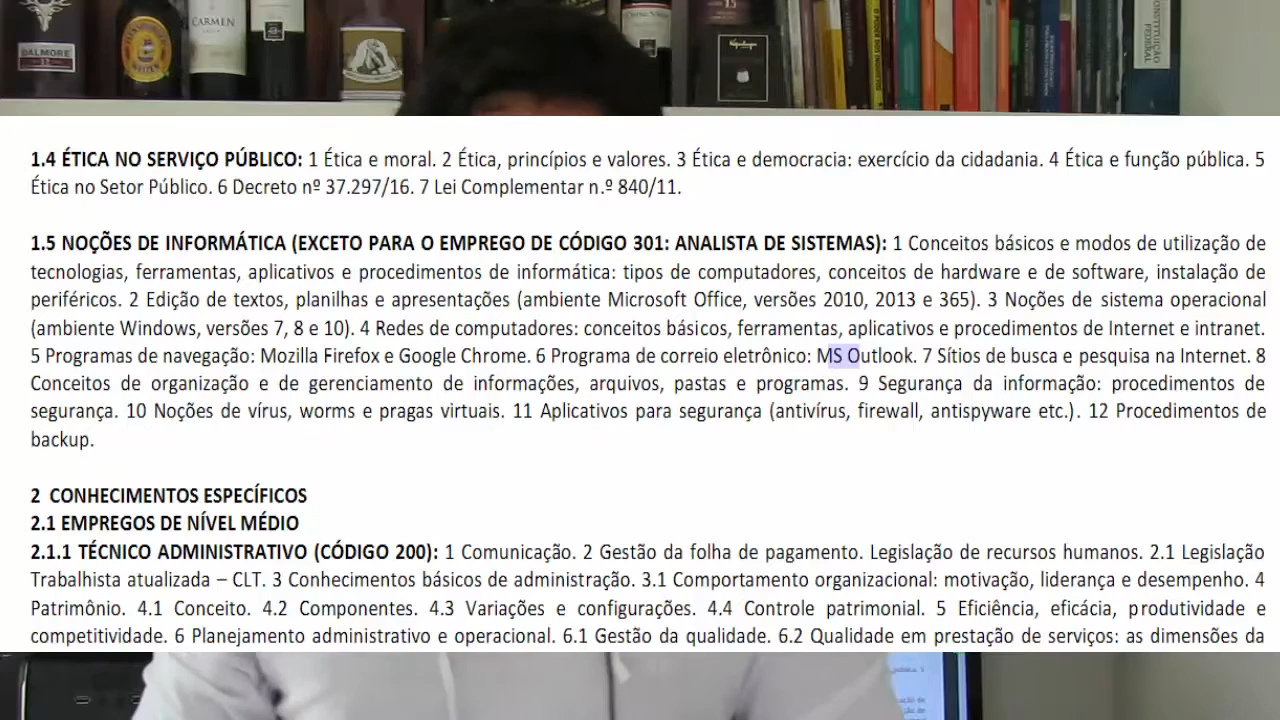 DALMORE
CARMEN
CONSTITUIÇÃO
FEDERAL
1.4 ÉTICA NO SERVIÇO PÚBLICO: 1 Ética e moral. 2 Ética, princípios e valores. 3 Ética e democracia: exercício da cidadania. 4 Ética e função pública. 5
Ética no Setor Público. 6 Decreto nº 37.297/16. 7 Lei Complementar n.º 840/11.
1.5 NOÇÕES DE INFORMÁTICA (EXCETO PARA O EMPREGO DE CÓDIGO 301: ANALISTA DE SISTEMAS): 1 Conceitos básicos e modos de utilização de
tecnologias, ferramentas, aplicativos e procedimentos de informática: tipos de computadores, conceitos de hardware e de software, instalação de
periféricos. 2 Edição de textos, planilhas e apresentações (ambiente Microsoft Office, versões 2010, 2013 e 365). 3 Noções de sistema operacional
(ambiente Windows, versões 7, 8 e 10). 4 Redes de computadores: conceitos básicos, ferramentas, aplicativos e procedimentos de Internet e intranet.
5 Programas de navegação: Mozilla Firefox e Google Chrome. 6 Programa de correio eletrônico: MS Outlook. 7 Sítios de busca e pesquisa na Internet. 8
Conceitos de organização e de gerenciamento de informações, arquivos, pastas e programas. 9 Segurança da informação: procedimentos de
segurança. 10 Noções de vírus, worms e pragas virtuais. 11 Aplicativos para segurança (antivírus, firewall, antispyware etc.). 12 Procedimentos de
backup.
2 CONHECIMENTOS ESPECÍFICOS
2.1 EMPREGOS DE NÍVEL MÉDIO
2.1.1 TÉCNICO ADMINISTRATIVO (CÓDIGO 200): 1 Comunicação. 2 Gestão da folha de pagamento. Legislação de recursos humanos. 2.1 Legislação
Trabalhista atualizada – CLT. 3 Conhecimentos básicos de administração. 3.1 Comportamento organizacional: motivação, liderança e desempenho. 4
Patrimônio. 4.1 Conceito. 4.2 Componentes. 4.3 Variações e configurações. 4.4 Controle patrimonial. 5 Eficiência, eficácia, produtividade e
competitividade. 6 Planejamento administrativo e operacional. 6.1 Gestão da qualidade. 6.2 Qualidade em prestação de serviços: as dimensões da